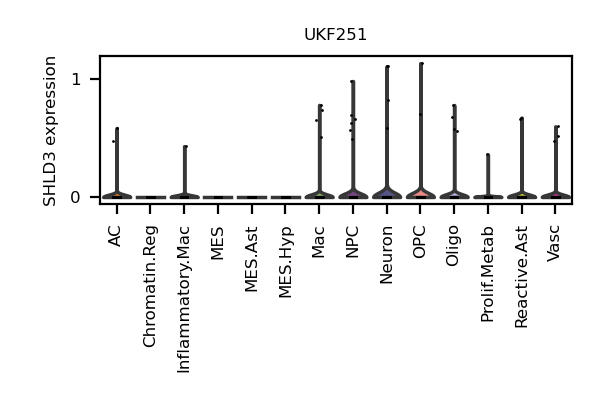 UKF251
SHLD3 expression
1
0
AC
Chromatin.Reg
Inflammatory.Mac
MES
MES.Ast
MES.Hyp
Mac
NPC
Neuron
OPC
Oligo
Prolif.Metab
Reactive.Ast
Vasc